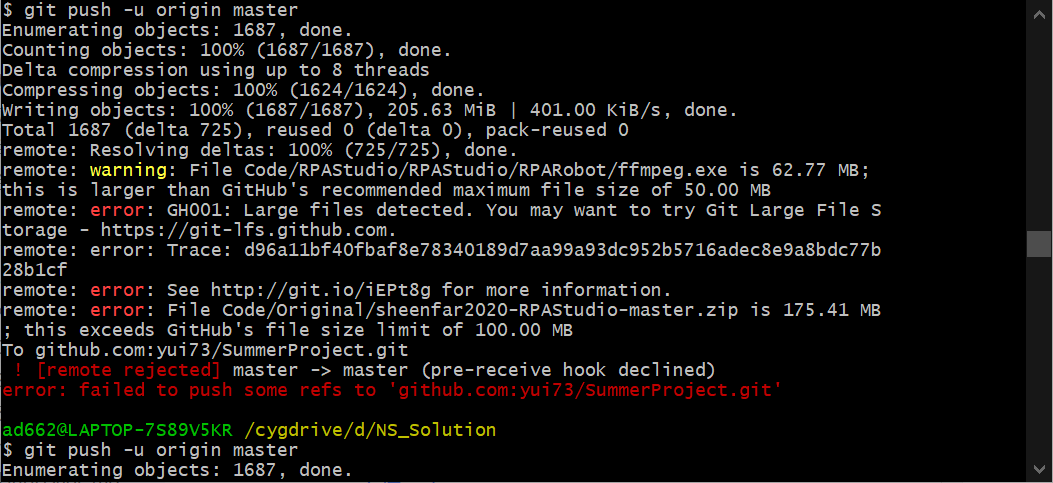 $ git push -u origin master
Enumerating objects: 1687, done.
Counting objects: 100% (1687/1687), done.
Delta compression using up to 8 threads
Compressing objects: 100% (1624/1624), done.
Writing objects: 100% (1687/1687), 205.63 MiB | 401.00 KiB/s, done.
Total 1687 (delta 725), reused 0 (delta 0), pack-reused 0
remote: Resolving deltas: 100% (725/725), done.
remote: warning: File Code/RPAStudio/RPAStudio/RPARobot/ffmpeg.exe is 62.77 MB;
this is larger than GitHub's recommended maximum file size of 50.00 MB
remote: error: GH001: Large files detected. You may want to try Git Large File S
torage - https://git-lfs.github.com.
remote: error: Trace: d96a11bf40fbaf8e78340189d7aa99a93dc952b5716adec8e9a8bdc77b
28b1cf
remote: error: See http://git.io/iEPt8g for more information.
remote: error: File Code/Original/sheenfar2020-RPAStudio-master.zip is 175.41 MB
; this exceeds GitHub's file size limit of 100.00 MB
To github.com:yui73/SummerProject.git
 ! [remote rejected] master -> master (pre-receive hook declined)
error: failed to push some refs to 'github.com:yui73/SummerProject.git'
ad662@LAPTOP-7S89V5KR /cygdrive/d/NS_Solution
$ git push -u origin master
Enumerating objects: 1687, done.